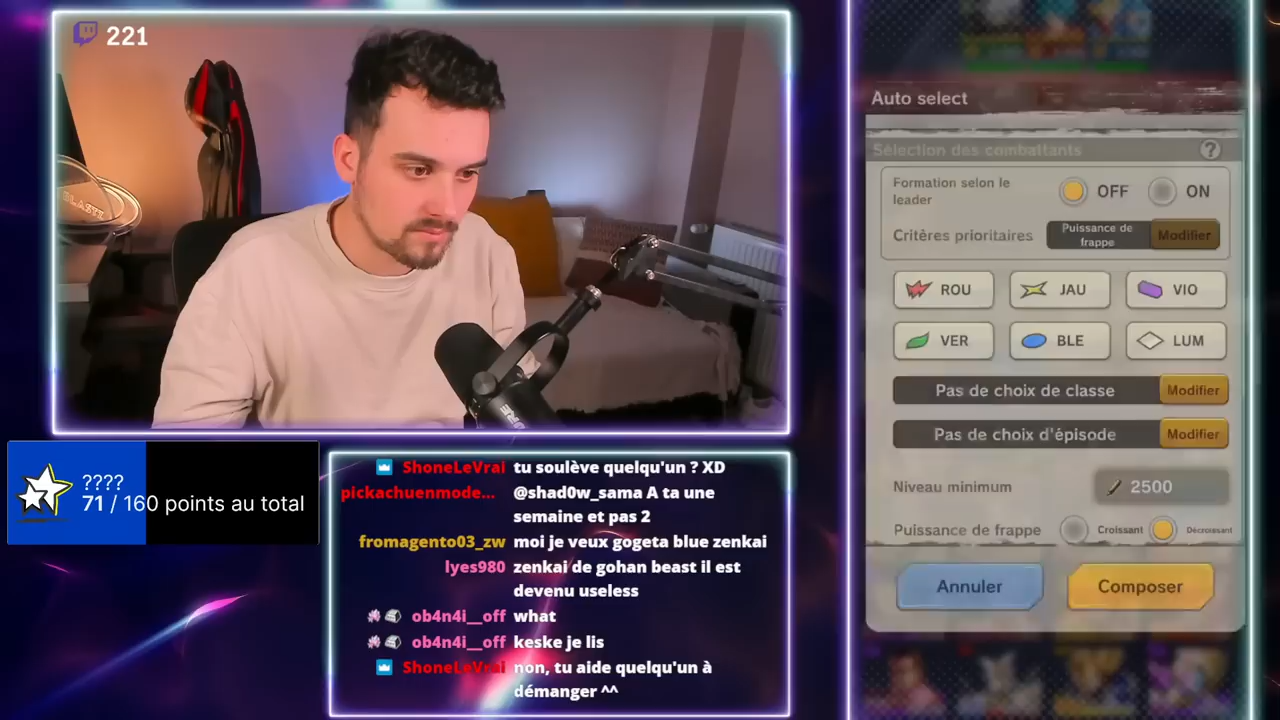 221
BLASTE
URE
????
71 / 160 points au total
ShoneLeVrai tu soulève quelqu'un ? XD
pickachuenmode... @shad0w_sama A ta une
semaine et pas 2
fromagento03_zw moi je veux gogeta blue zenkai
lyes980 zenkai de gohan beast il est
devenu useless
ob4n4i__off what
ob4n4i__off keske je lis
ShoneLeVrai non, tu aide quelqu'un à
démanger ^^
Auto select
Sélection des combattants ?
Formation selon le
leader
OFF ON
Critères prioritaires
Puissance de
frappe
Modifier
ROU JAU VIO
VER BLE LUM
Pas de choix de classe Modifier
Pas de choix d'épisode Modifier
Niveau minimum 2500
Puissance de frappe Croissant Décroissant
Annuler Composer